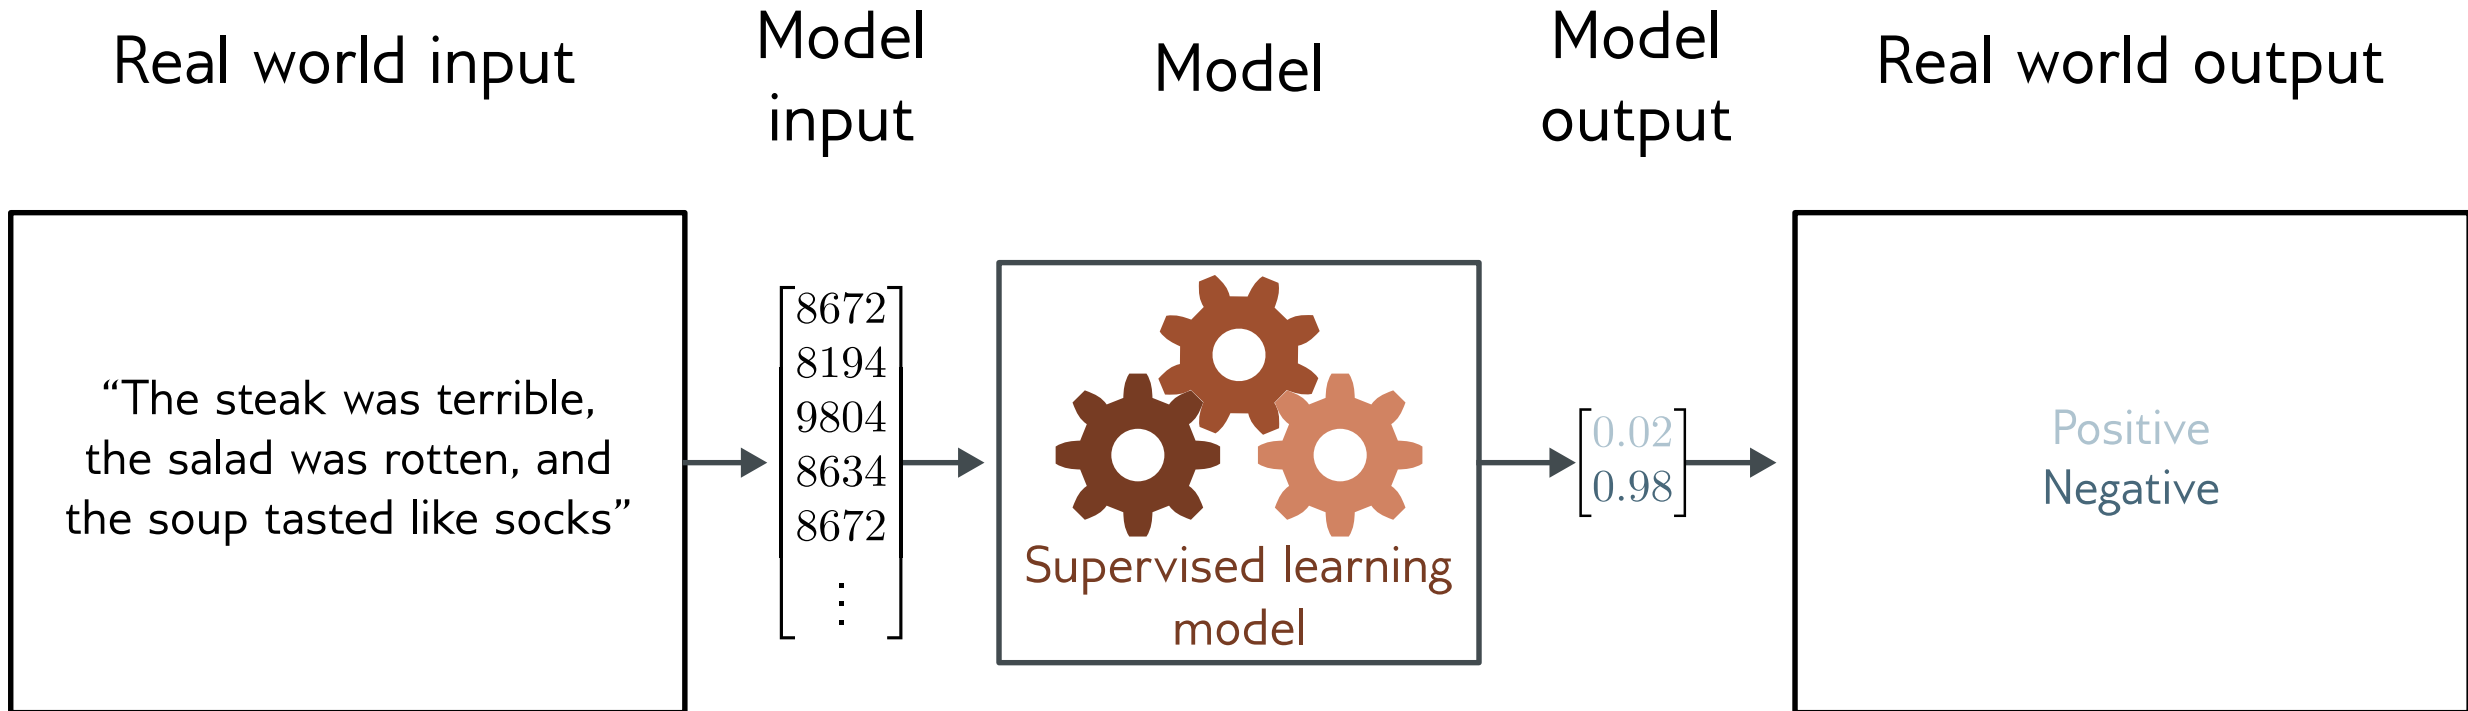 Real world input
Model
input
Model
Model
output
Real world output
“The steak was terrible,
the salad was rotten, and
the soup tasted like socks”
8672
8194
9804
8634
8672
⋮
Supervised learning
model
0.02
0.98
Positive
Negative